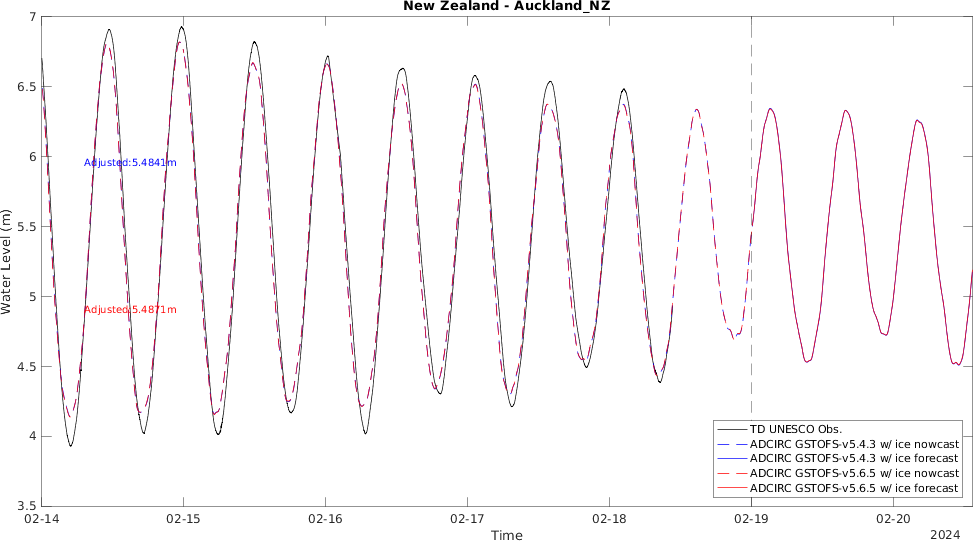 New Zealand - Auckland_NZ
7
6.5
6
5.5
5
4.5
4
3.5
Water Level (m)
Adjusted:5.4841m
Adjusted:5.4871m
TD UNESCO Obs.
ADCIRC GSTOFS-v5.4.3 w/ ice nowcast
ADCIRC GSTOFS-v5.4.3 w/ ice forecast
ADCIRC GSTOFS-v5.6.5 w/ ice nowcast
ADCIRC GSTOFS-v5.6.5 w/ ice forecast
02-14 02-15 02-16 02-17 02-18 02-19 02-20
Time
2024